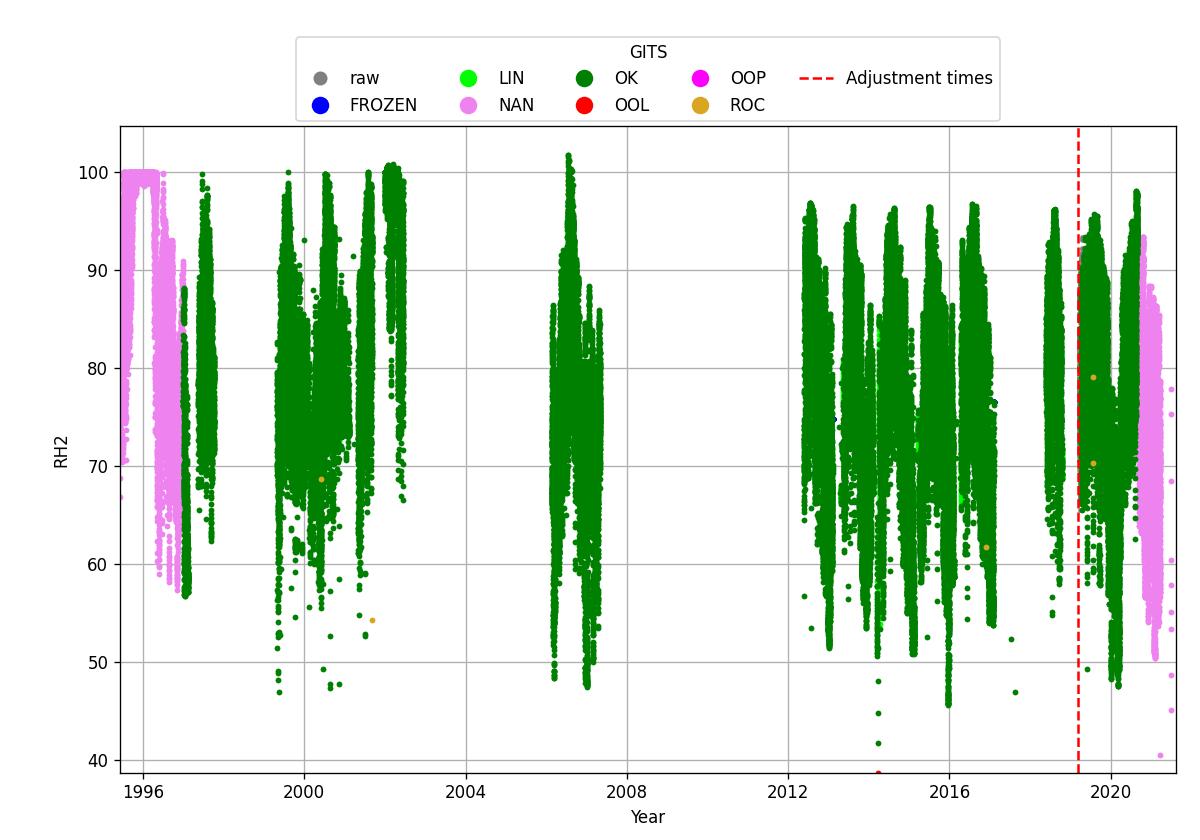 GITS
raw LIN OK OOP Adjustment times
FROZEN NAN OOL ROC
100
90
80
70
60
50
40
RH2
1996 2000 2004 2008 2012 2016 2020
Year